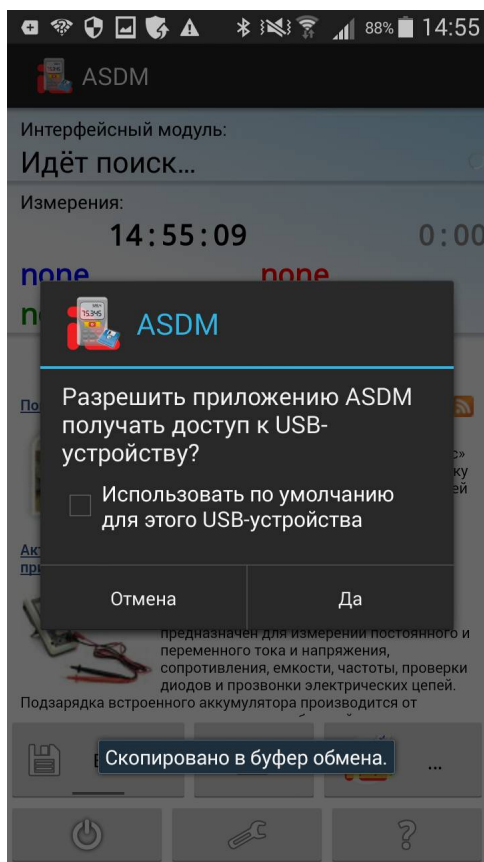 88% 14:55
ASDM
Интерфейсный модуль:
Идёт поиск...
Измерения:
14:55:09 0:00
none none
ASDM
Разрешить приложению ASDM
получать доступ к USB-
устройству?
Использовать по умолчанию
для этого USB-устройства
Отмена Да
предназначен для измерений постоянного и
переменного тока и напряжения,
сопротивления, емкости, частоты, проверки
диодов и прозвонки электрических цепей.
Подзарядка встроенного аккумулятора производится от
Скопировано в буфер обмена.
...
?